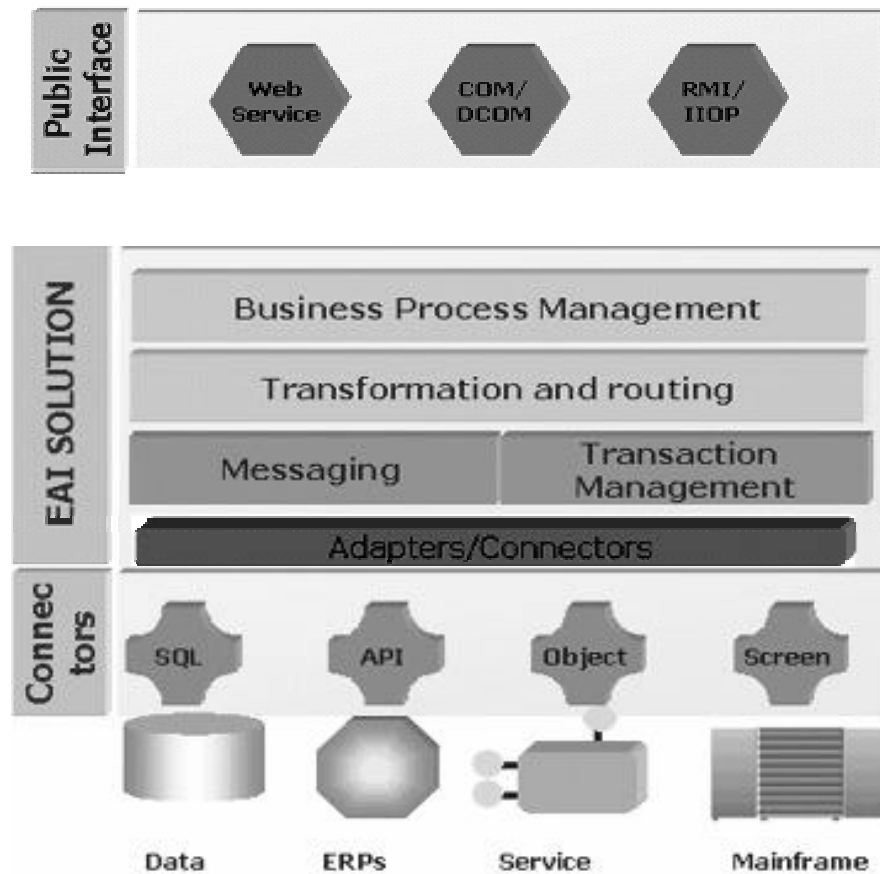 Public
Interface
Web
Service
COM/
DCOM
RMI/
IIOP
EAI SOLUTION
Business Process Management
Transformation and routing
Messaging
Transaction
Management
Adapters/Connectors
Connec
tors
SQL
API
Object
Screen
Data
ERPs
Service
Mainframe